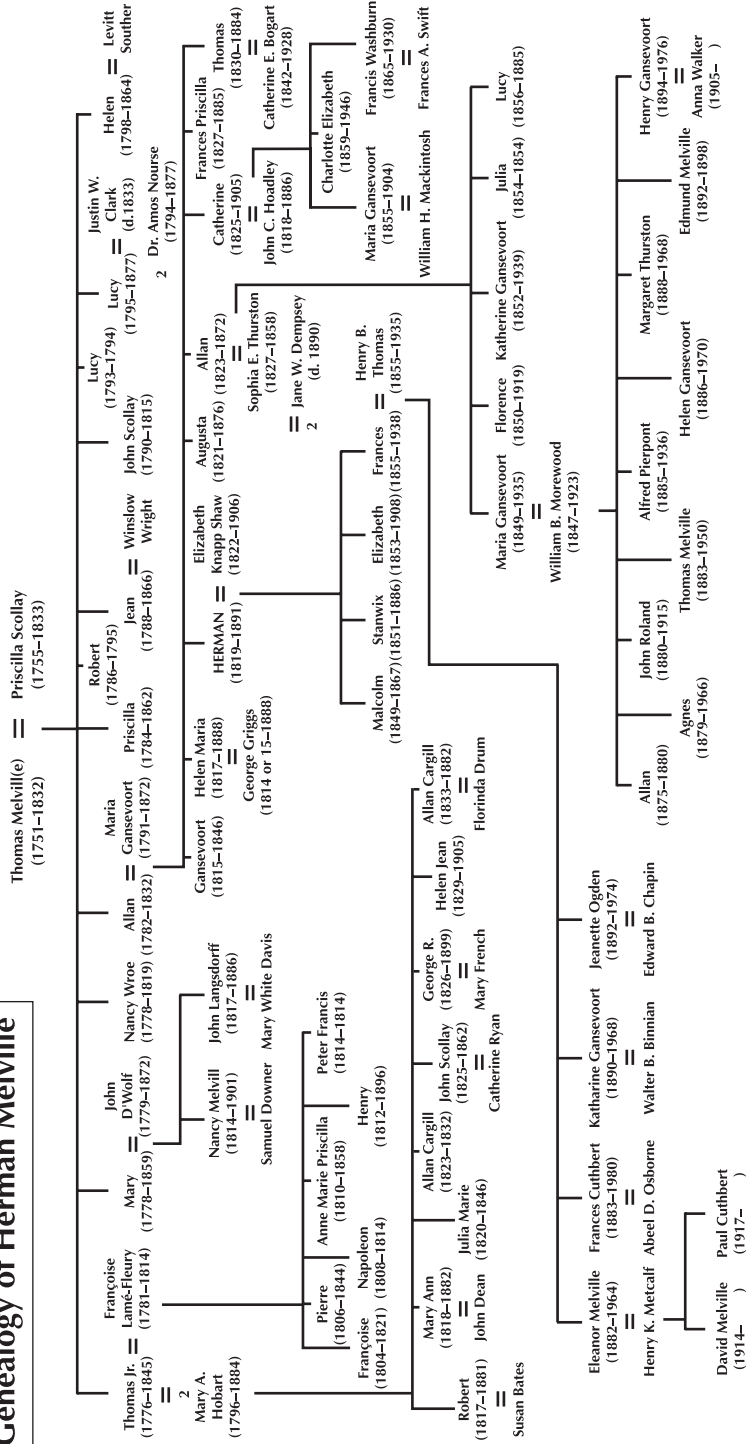 Genealogy of Herman Melville
Thomas Melvill(e)
(1751–1832)
=
Priscilla Scollay
(1755–1833)
Thomas Jr.
(1776–1845)
=
Françoise
Lamé-Fleury
(1781–1814)
=
2
Mary A.
Hobart
(1796–1884)
Mary
(1778–1859)
=
John
D'Wolf
(1779–1872)
Nancy Wroe
(1778–1819)
Allan
(1782–1832)
=
Maria
Gansevoort
(1791–1872)
Priscilla
(1784–1862)
Robert
(1786–1795)
Jean
(1788–1866)
=
Winslow
Wright
John Scollay
(1790–1815)
Lucy
(1793–1794)
Lucy
(1795–1877)
=
Justin W.
Clark
(d.1833)
2
Dr. Amos Nourse
(1794–1877)
Helen
(1798–1864)
=
Levitt
Souther
Nancy Melvill
(1814–1901)
=
Samuel Downer
John Langsdorff
(1817–1886)
=
Mary White Davis
Gansevoort
(1815–1846)
Helen Maria
(1817–1888)
=
George Griggs
(1814 or 15–1888)
HERMAN
(1819–1891)
=
Elizabeth
Knapp Shaw
(1822–1906)
Augusta
(1821–1876)
Allan
(1823–1872)
=
Sophia E. Thurston
(1827–1858)
=
2
Jane W. Dempsey
(d. 1890)
Catherine
(1825–1905)
=
John C. Hoadley
(1818–1886)
Frances Priscilla
(1827–1885)
Thomas
(1830–1884)
=
Catherine E. Bogart
(1842–1928)
Françoise
(1804–1821)
Pierre
(1806–1844)
Napoleon
(1808–1814)
Anne Marie Priscilla
(1810–1858)
Henry
(1812–1896)
Peter Francis
(1814–1814)
Malcolm
(1849–1867)
Stanwix
(1851–1886)
Elizabeth
(1853–1908)
Frances
(1855–1938)
=
Henry B.
Thomas
(1855–1935)
Maria Gansevoort
(1855–1904)
=
William H. Mackintosh
Charlotte Elizabeth
(1859–1946)
Francis Washburn
(1865–1930)
=
Frances A. Swift
Robert
(1817–1881)
=
Susan Bates
Mary Ann
(1818–1882)
=
John Dean
Julia Marie
(1820–1846)
Allan Cargill
(1823–1832)
John Scollay
(1825–1862)
=
Catherine Ryan
George R.
(1826–1899)
=
Mary French
Helen Jean
(1829–1905)
Allan Cargill
(1833–1882)
=
Florinda Drum
Maria Gansevoort
(1849–1935)
=
William B. Morewood
(1847–1923)
Florence
(1850–1919)
Katherine Gansevoort
(1852–1939)
Julia
(1854–1854)
Lucy
(1856–1885)
Eleanor Melville
(1882–1964)
=
Henry K. Metcalf
Frances Cuthbert
(1883–1980)
=
Abeel D. Osborne
Katharine Gansevoort
(1890–1968)
=
Walter B. Binnian
Jeanette Ogden
(1892–1974)
=
Edward B. Chapin
Allan
(1875–1880)
Agnes
(1879–1966)
John Roland
(1880–1915)
Thomas Melville
(1883–1950)
Alfred Pierpont
(1885–1936)
Helen Gansevoort
(1886–1970)
Margaret Thurston
(1888–1968)
Edmund Melville
(1892–1898)
Henry Gansevoort
(1894–1976)
=
Anna Walker
(1905– )
David Melville
(1914– )
Paul Cuthbert
(1917– )